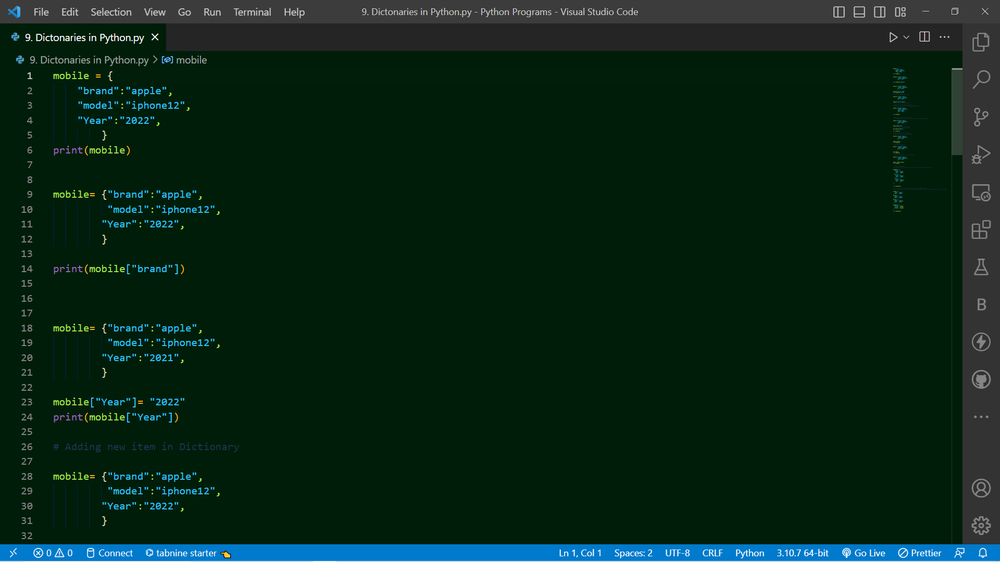 File Edit Selection View Go Run Terminal Help 9. Dictonaries in Python.py - Python Programs - Visual Studio Code
9. Dictonaries in Python.py
9. Dictonaries in Python.py > mobile
1 mobile = {
2 "brand":"apple",
3 "model":"iphone12",
4 "Year":"2022",
5 }
6 print(mobile)
7
8
9 mobile= {"brand":"apple",
10 "model":"iphone12",
11 "Year":"2022",
12 }
13
14 print(mobile["brand"])
15
16
17
18 mobile= {"brand":"apple",
19 "model":"iphone12",
20 "Year":"2021",
21 }
22
23 mobile["Year"]= "2022"
24 print(mobile["Year"])
25
26 # Adding new item in Dictionary
27
28 mobile= {"brand":"apple",
29 "model":"iphone12",
30 "Year":"2022",
31 }
32
B
0 0 Connect tabnine starter Ln 1, Col 1 Spaces: 2 UTF-8 CRLF Python 3.10.7 64-bit Go Live Prettier